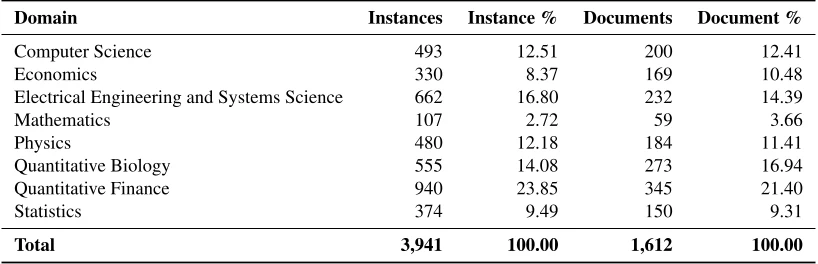 Domain Instances Instance % Documents Document %
Computer Science 493 12.51 200 12.41
Economics 330 8.37 169 10.48
Electrical Engineering and Systems Science 662 16.80 232 14.39
Mathematics 107 2.72 59 3.66
Physics 480 12.18 184 11.41
Quantitative Biology 555 14.08 273 16.94
Quantitative Finance 940 23.85 345 21.40
Statistics 374 9.49 150 9.31
Total 3,941 100.00 1,612 100.00